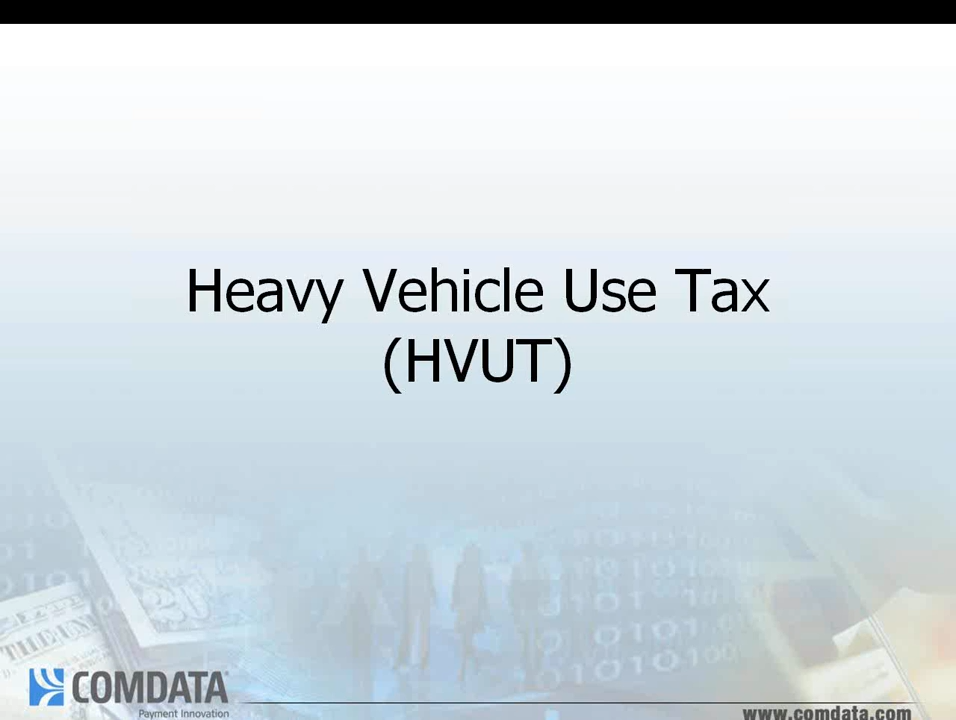 Heavy Vehicle Use Tax
(HVUT)
COMDATA
Payment Innovation
www.comdata.com